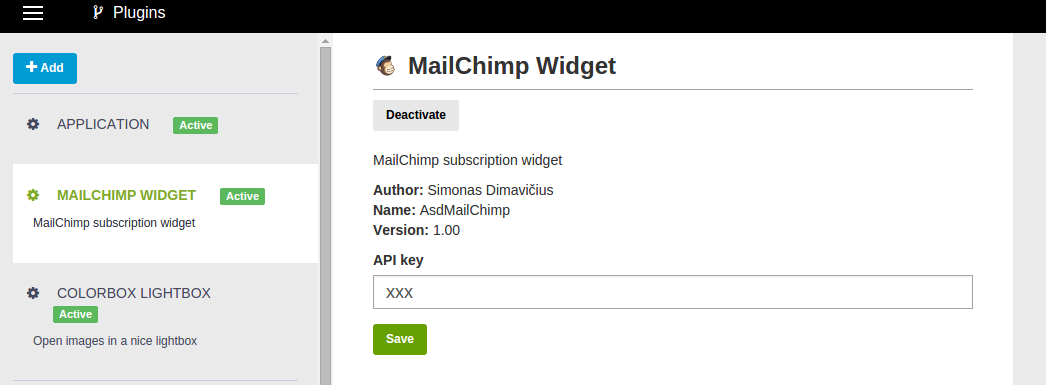 Plugins
Add
APPLICATION Active
MAILCHIMP WIDGET Active
MailChimp subscription widget
COLORBOX LIGHTBOX
Active
Open images in a nice lightbox
MailChimp Widget
Deactivate
MailChimp subscription widget
Author: Simonas Dimavičius
Name: AsdMailChimp
Version: 1.00
API key
xxx
Save